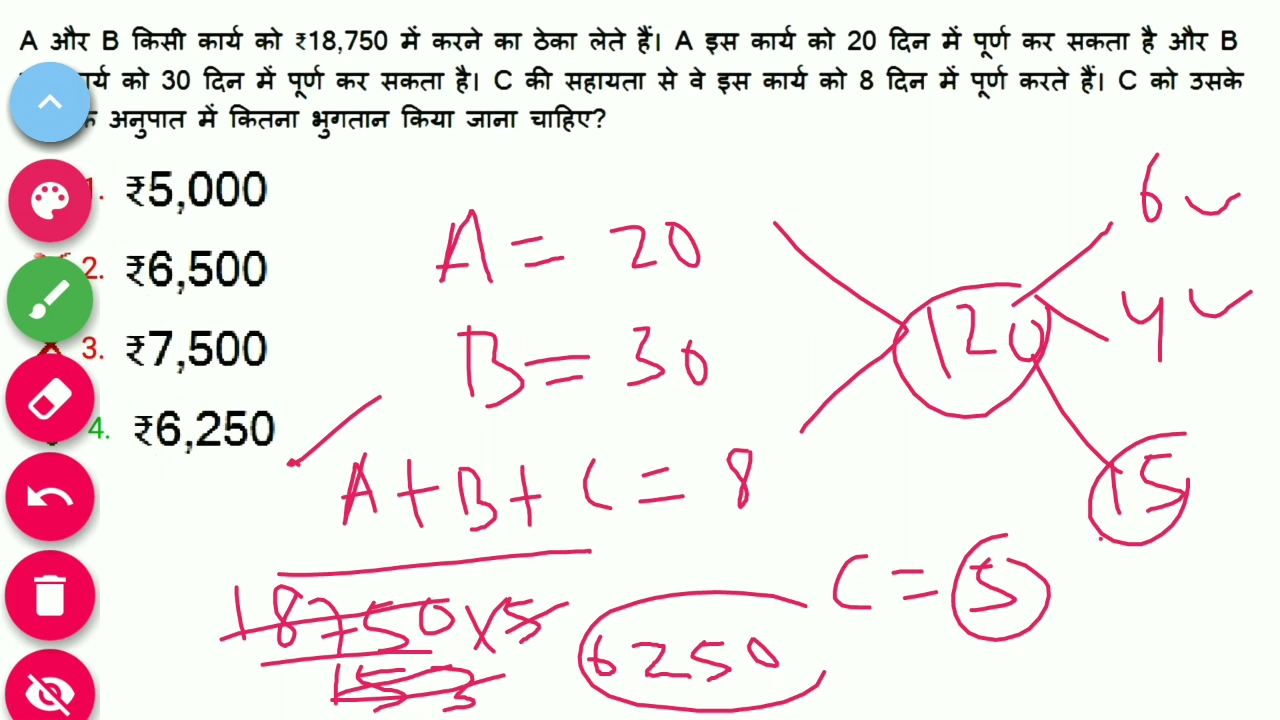 A और B किसी कार्य को ₹18,750 में करने का ठेका लेते हैं। A इस कार्य को 20 दिन में पूर्ण कर सकता है और B
र्य को 30 दिन में पूर्ण कर सकता है। C की सहायता से वे इस कार्य को 8 दिन में पूर्ण करते हैं। C को उसके
अनुपात में कितना भुगतान किया जाना चाहिए?
1. ₹5,000
2. ₹6,500
3. ₹7,500
4. ₹6,250
A = 20
B = 30
A + B + C = 8
120
6
4
15
C = 5
18750 x 5
15 3
6250